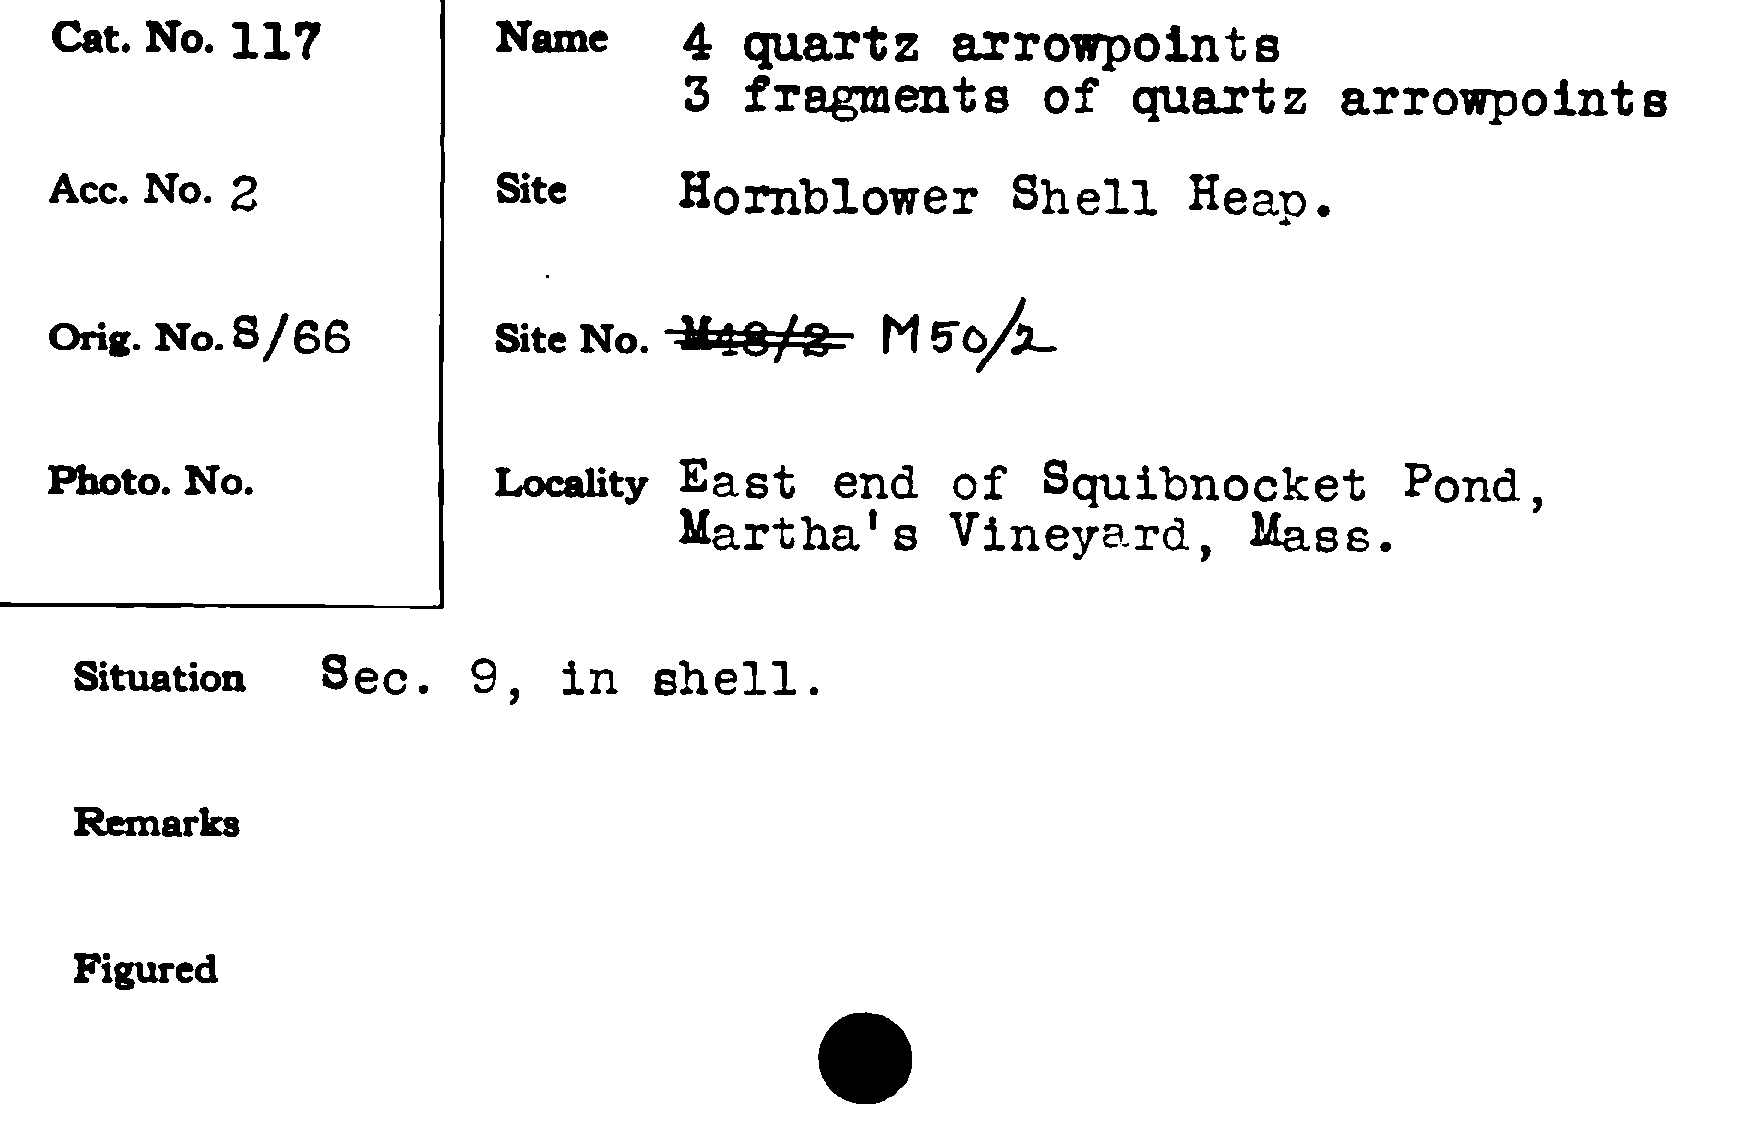 Cat. No. 117
Name 4 quartz arrowpoints
3 fragments of quartz arrowpoints
Acc. No. 2
Site Hornblower Shell Heap.
Orig. No. S/66
Site No. M48/2 M50/2
Photo. No.
Locality East end of Squibnocket Pond,
Martha's Vineyard, Mass.
Situation Sec. 9, in shell.
Remarks
Figured